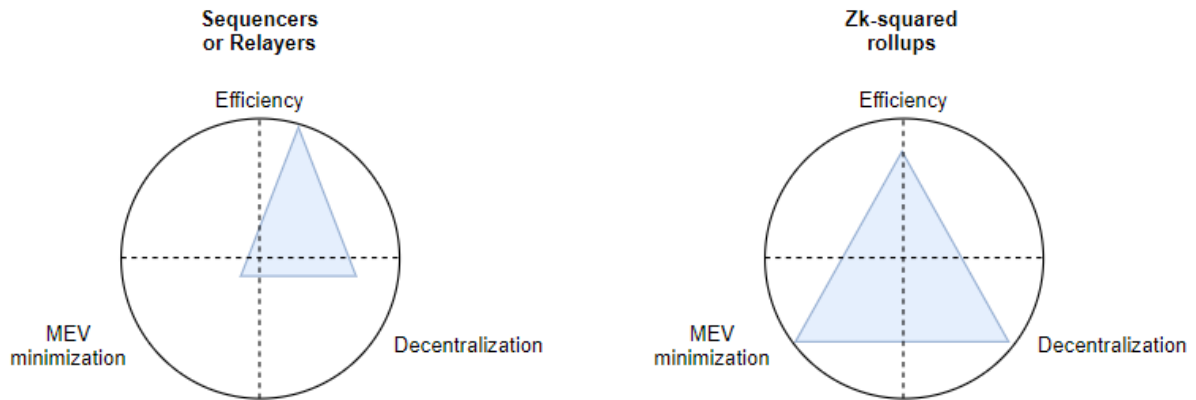 Sequencers
or Relayers
Efficiency
MEV
minimization
Decentralization
Zk-squared
rollups
Efficiency
MEV
minimization
Decentralization